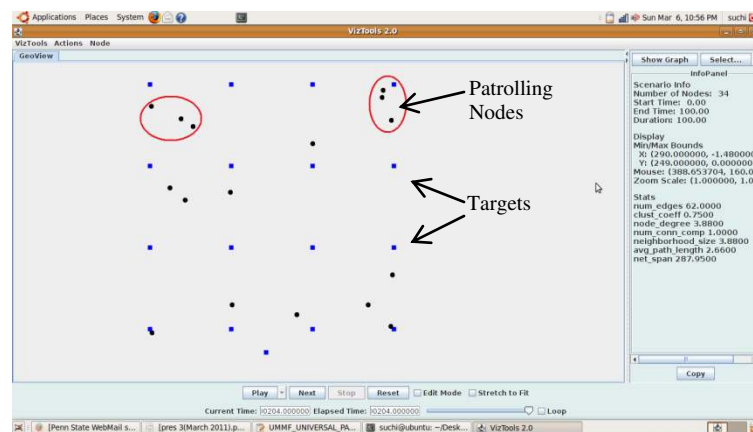 Applications Places System
Sun Mar 6, 10:56 PM suchi
VizTools 2.0
VizTools Actions Node
GeoView
Show Graph Select...
InfoPanel
Scenario Info
Number of Nodes: 34
Start Time: 0.00
End Time: 100.00
Duration: 100.00
Display
Min/Max Bounds
X: (290.000000, -1.480000
Y: (249.000000, 0.000000
Mouse: (388.653704, 160.0
Zoom Scale: (1.000000, 1.0
Stats
num_edges 62.0000
clust_coeff 0.7500
node_degree 3.8800
num_conn_comp 1.0000
neighborhood_size 3.8800
avg_path_length 2.6600
net_span 287.9500
Copy
Patrolling
Nodes
Targets
Play Next Stop Reset Edit Mode Stretch to Fit
Current Time: 0204.000000 Elapsed Time: 0204.000000 Loop
[Penn State WebMail s... [pres 3(March 2011).p... UMMF_UNIVERSAL_PA... suchi@ubuntu: ~/Desk... VizTools 2.0